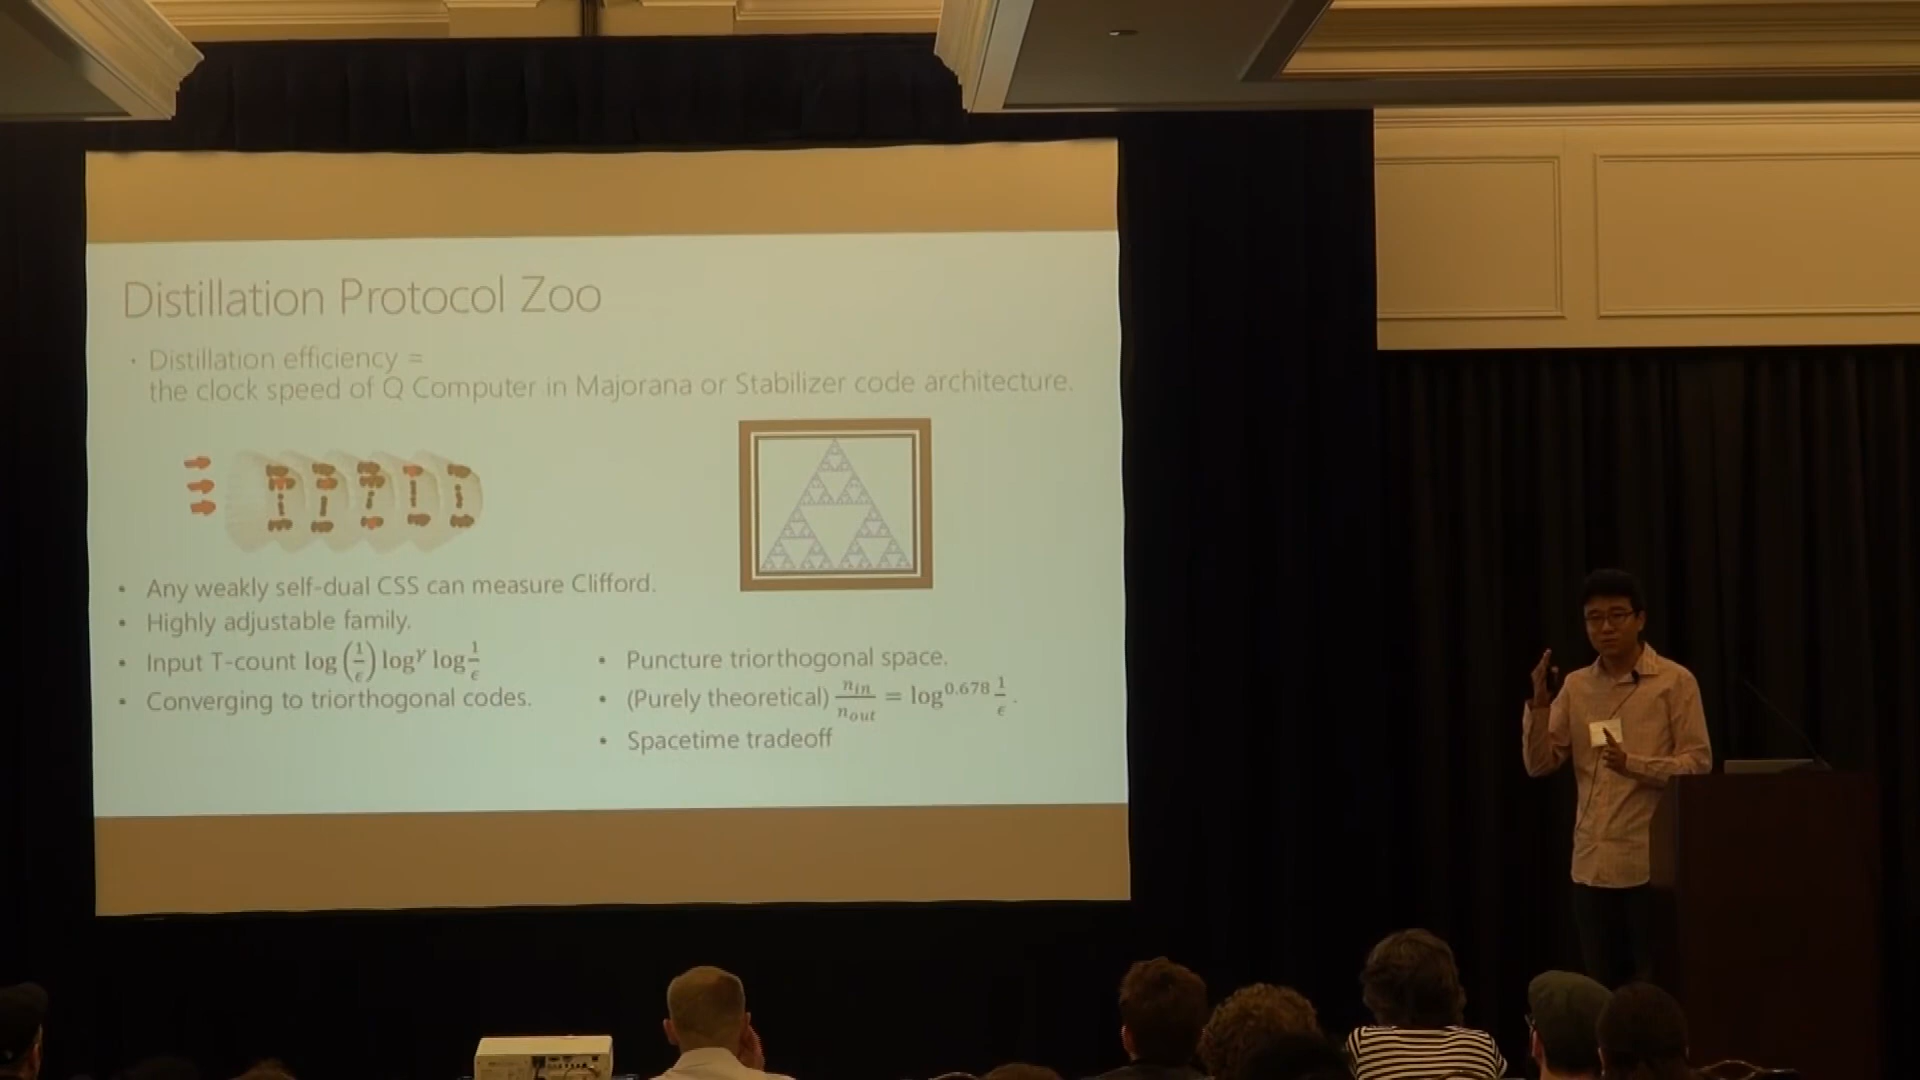 Distillation Protocol Zoo
• Distillation efficiency =
the clock speed of Q Computer in Majorana or Stabilizer code architecture.
• Any weakly self-dual CSS can measure Clifford.
• Highly adjustable family.
• Input T-count log(1/ϵ) log^γ log 1/ϵ
• Converging to triorthogonal codes.
• Puncture triorthogonal space.
• (Purely theoretical) n_in/n_out = log^0.678 1/ϵ.
• Spacetime tradeoff